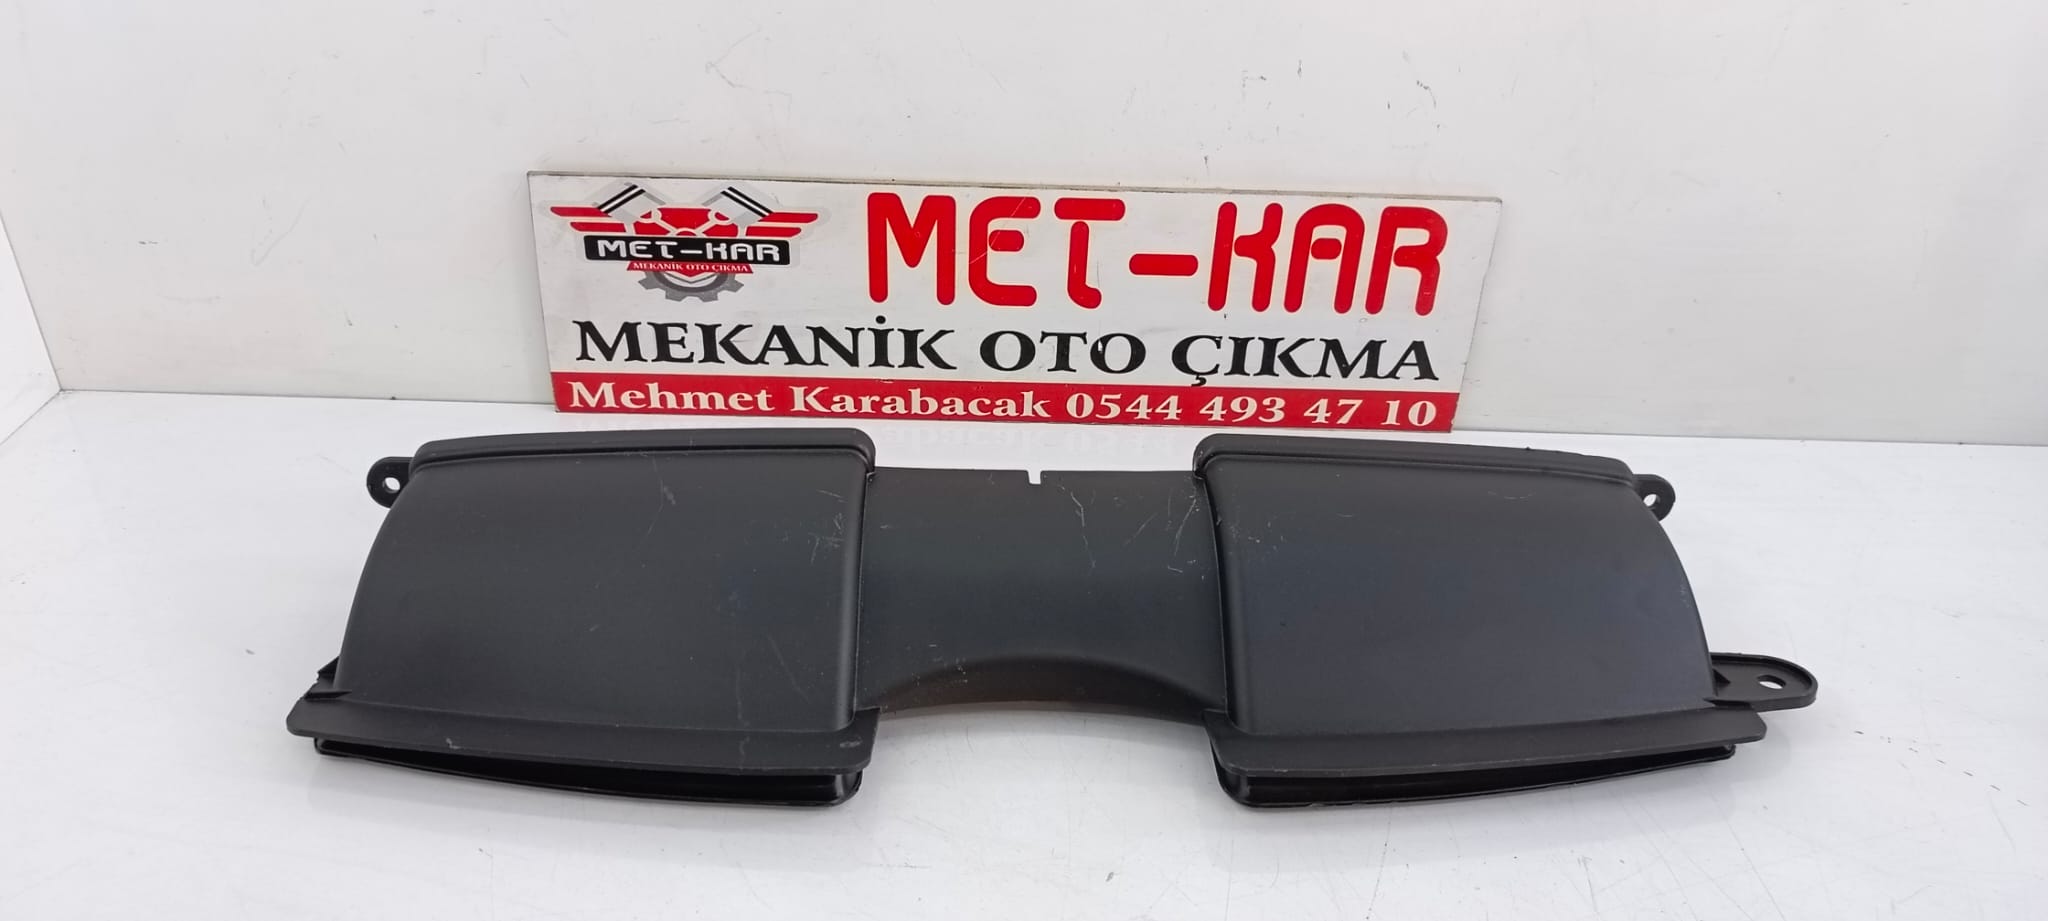 MET-KAR
MEKANİK OTO ÇIKMA
MET-KAR
MEKANİK OTO ÇIKMA
Mehmet Karabacak 0544 493 47 10